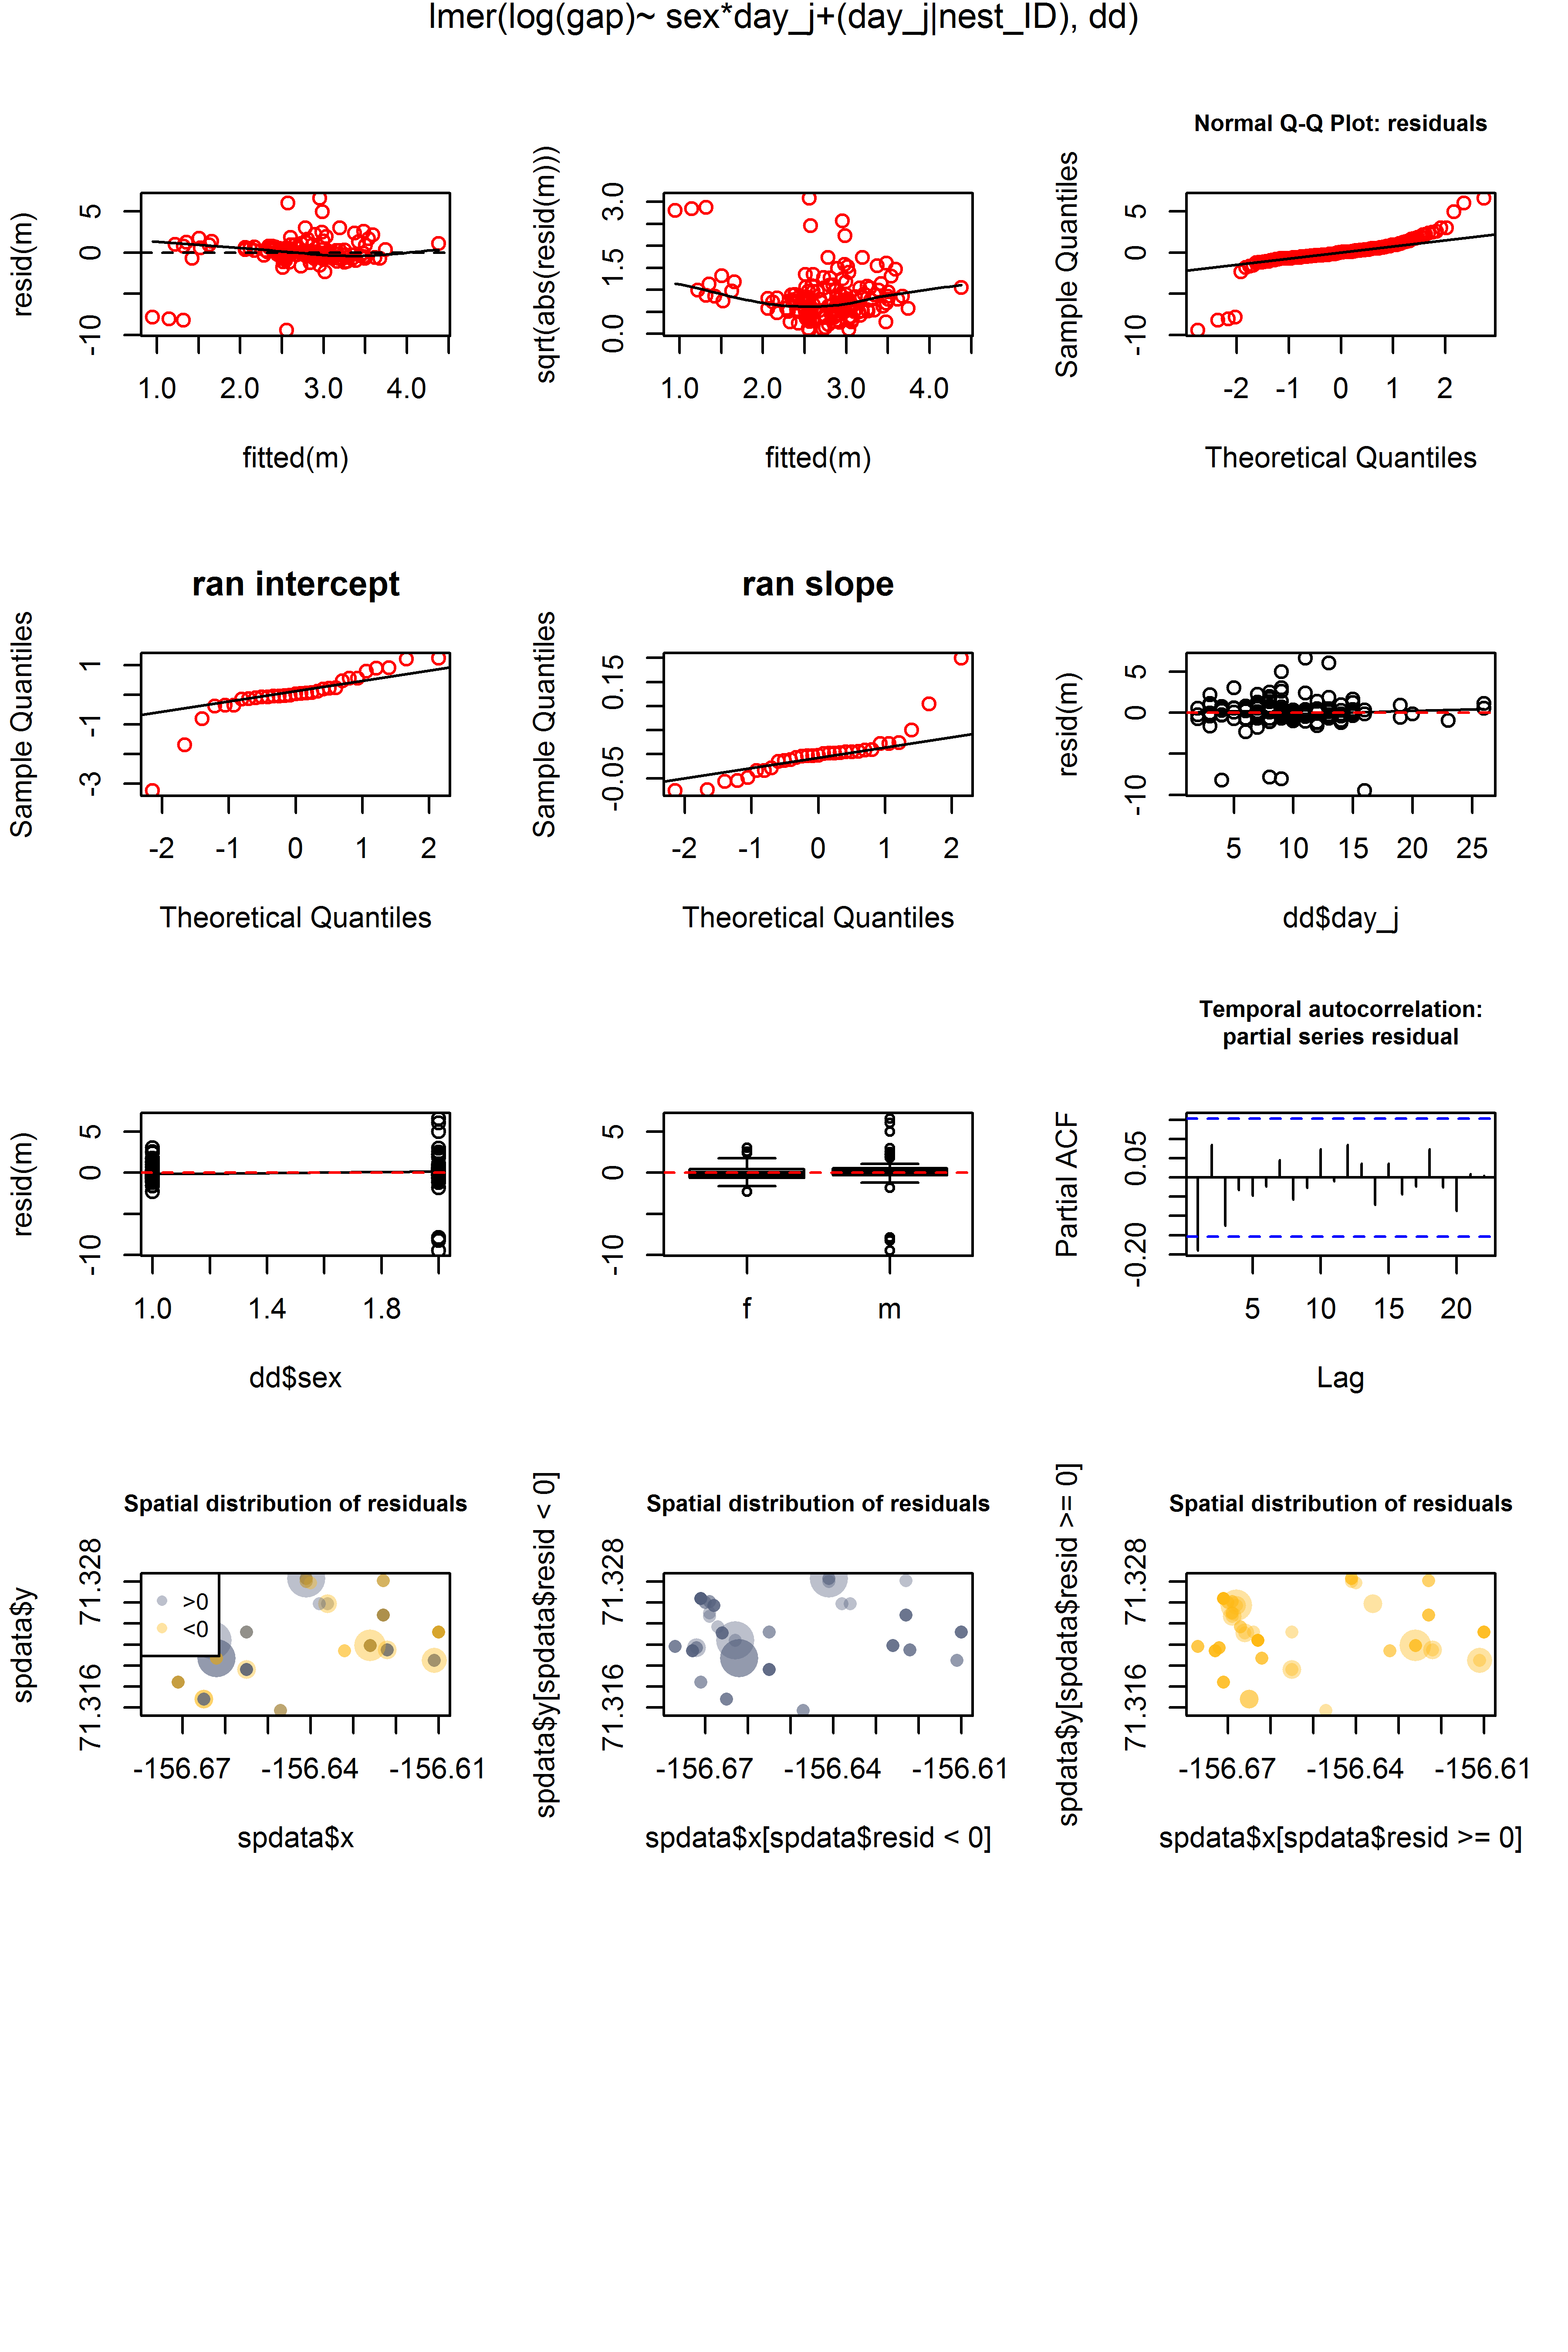 lmer(log(gap)~ sex*day_j+(day_j|nest_ID), dd)
resid(m)
5
0
-10
1.0 2.0 3.0 4.0
fitted(m)
sqrt(abs(resid(m)))
3.0
1.5
0.0
1.0 2.0 3.0 4.0
fitted(m)
Normal Q-Q Plot: residuals
Sample Quantiles
5
0
-10
-2 -1 0 1 2
Theoretical Quantiles
ran intercept
Sample Quantiles
1
-1
-3
-2 -1 0 1 2
Theoretical Quantiles
ran slope
Sample Quantiles
0.15
-0.05
-2 -1 0 1 2
Theoretical Quantiles
resid(m)
5
0
-10
5 10 15 20 25
dd$day_j
resid(m)
5
0
-10
1.0 1.4 1.8
dd$sex
5
0
-10
f m
Temporal autocorrelation:
partial series residual
Partial ACF
0.05
-0.20
5 10 15 20
Lag
Spatial distribution of residuals
spdata$y
71.328
71.316
>0
<0
-156.67 -156.64 -156.61
spdata$x
Spatial distribution of residuals
spdata$y[spdata$resid < 0]
71.328
71.316
-156.67 -156.64 -156.61
spdata$x[spdata$resid < 0]
Spatial distribution of residuals
spdata$y[spdata$resid >= 0]
71.328
71.316
-156.67 -156.64 -156.61
spdata$x[spdata$resid >= 0]